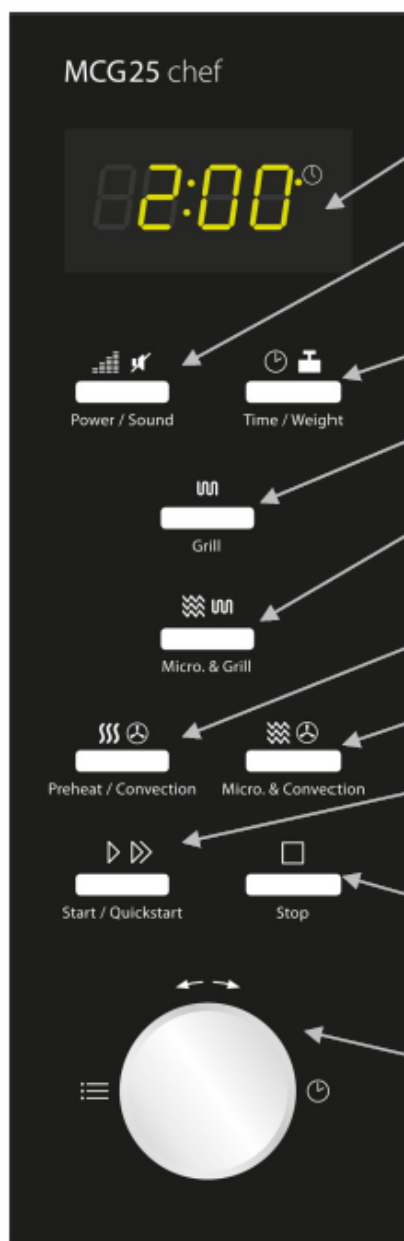 MCG25 chef
2:00
Power / Sound
Time / Weight
Grill
Micro. & Grill
Preheat / Convection
Micro. & Convection
Start / Quickstart
Stop